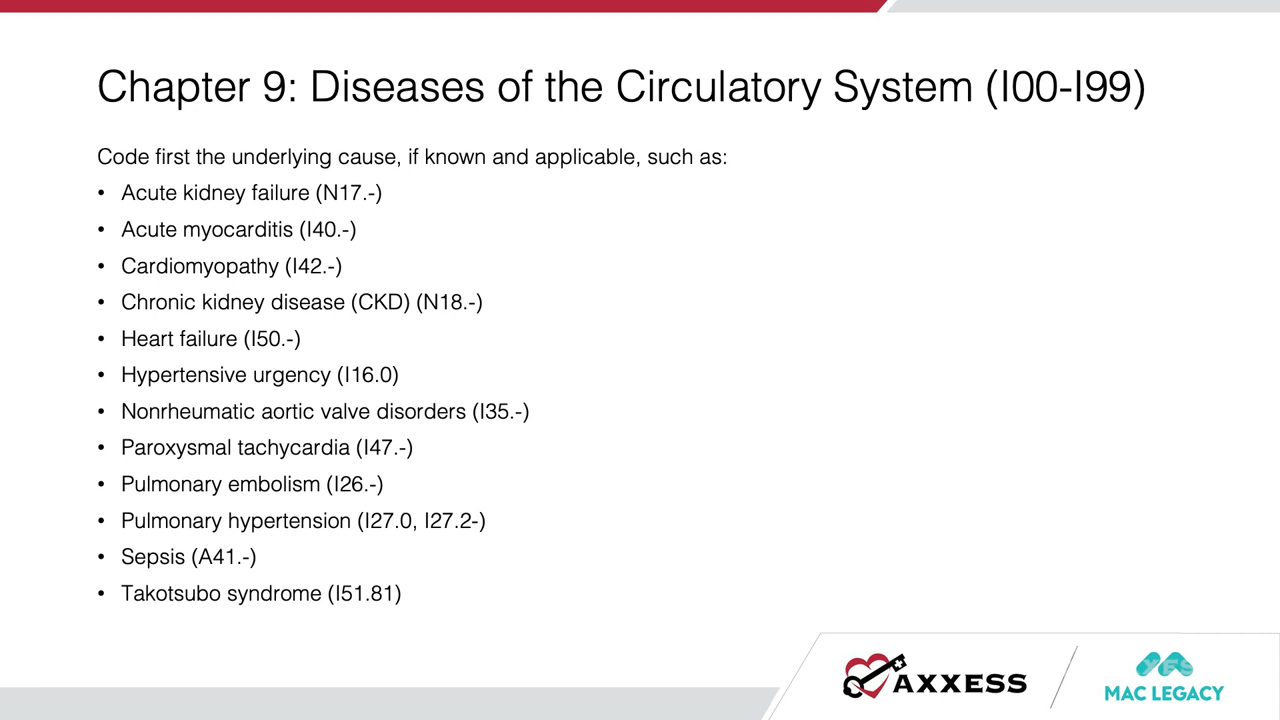 Chapter 9: Diseases of the Circulatory System (I00-I99)
Code first the underlying cause, if known and applicable, such as:
• Acute kidney failure (N17.-)
• Acute myocarditis (I40.-)
• Cardiomyopathy (I42.-)
• Chronic kidney disease (CKD) (N18.-)
• Heart failure (I50.-)
• Hypertensive urgency (I16.0)
• Nonrheumatic aortic valve disorders (I35.-)
• Paroxysmal tachycardia (I47.-)
• Pulmonary embolism (I26.-)
• Pulmonary hypertension (I27.0, I27.2-)
• Sepsis (A41.-)
• Takotsubo syndrome (I51.81)
AXXESS
YES
MAC LEGACY